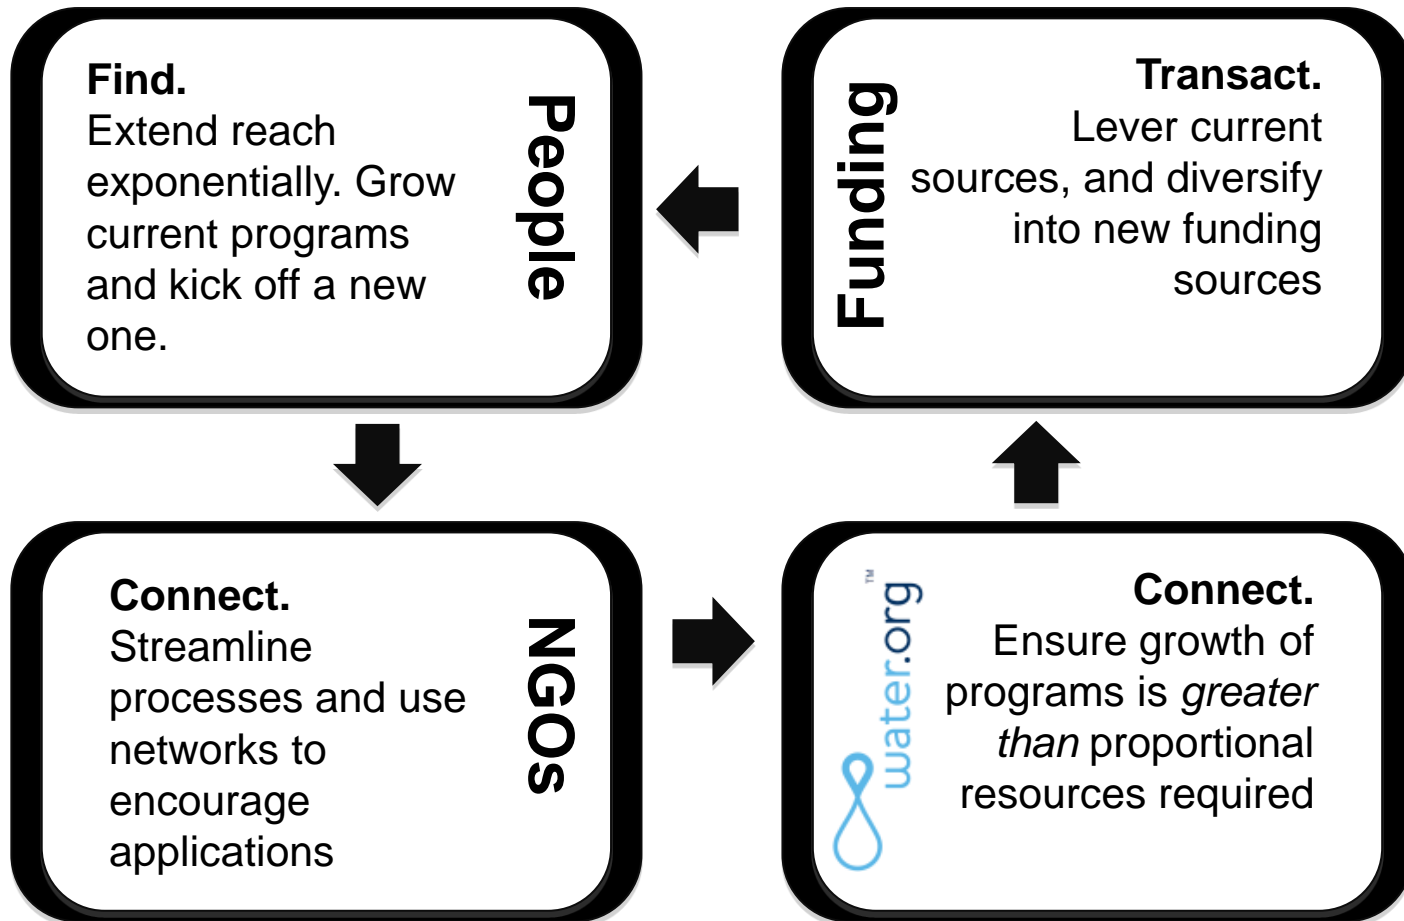 Find.
Extend reach
exponentially. Grow
current programs
and kick off a new
one.
People
Funding
Transact.
Lever current
sources, and diversify
into new funding
sources
Connect.
Streamline
processes and use
networks to
encourage
applications
NGOs
water.org™
Connect.
Ensure growth of
programs is greater
than proportional
resources required